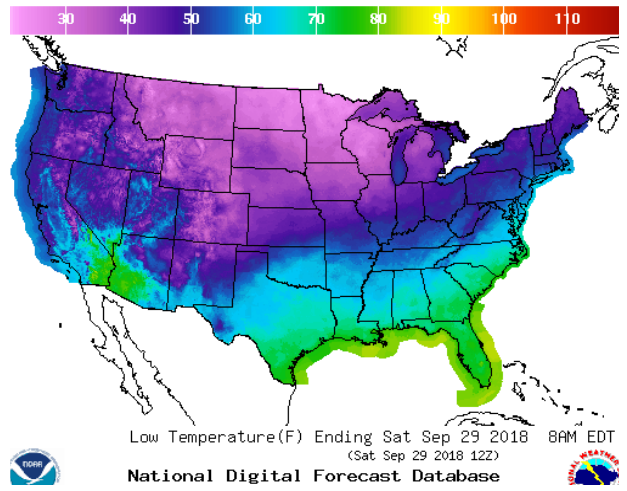 30 40 50 60 70 80 90 100 110
Low Temperature(F) Ending Sat Sep 29 2018 8AM EDT
(Sat Sep 29 2018 12Z)
National Digital Forecast Database
NOAA